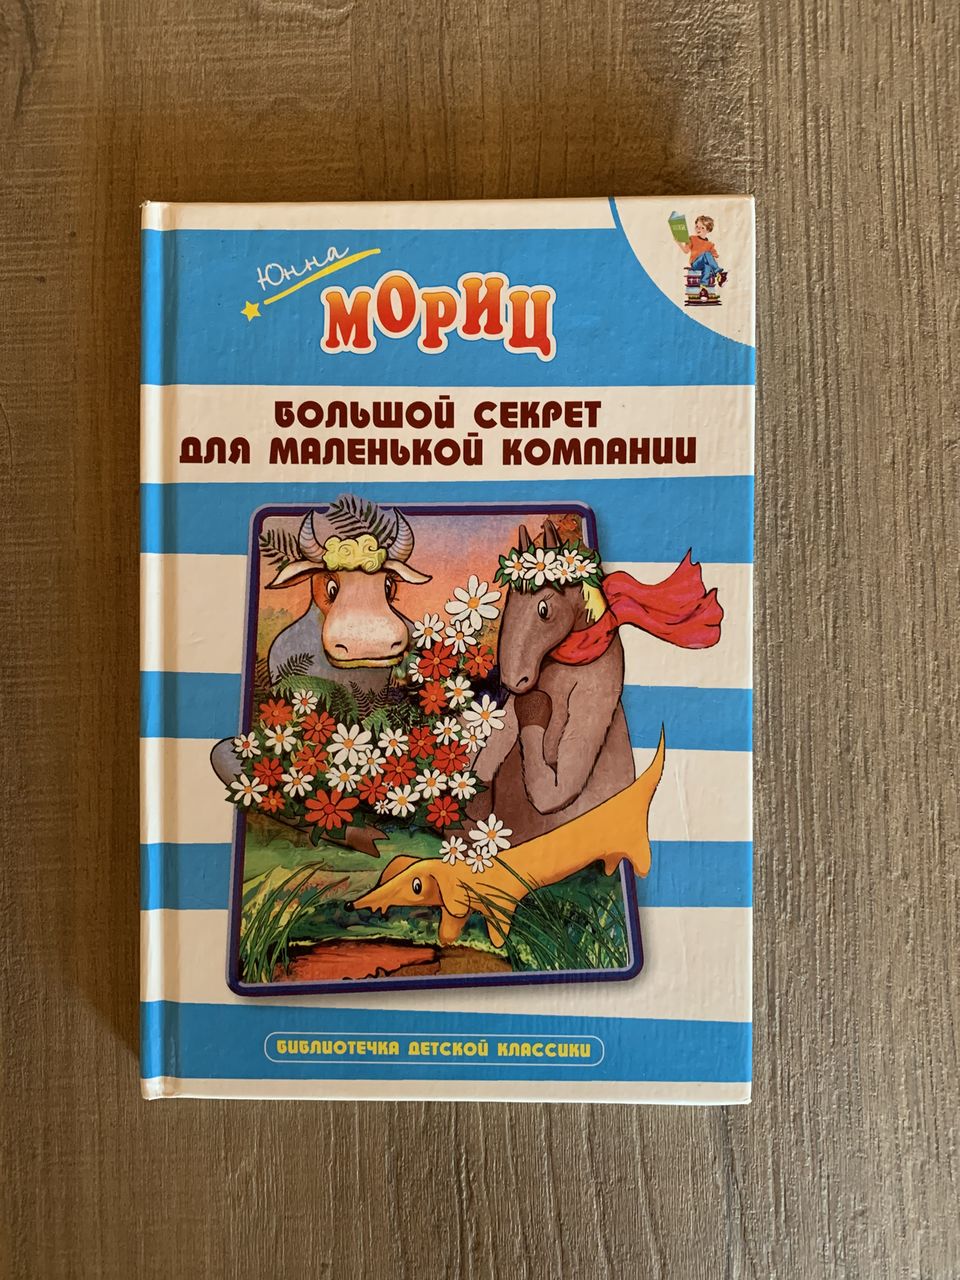 Юнна
МОРИЦ
БОЛЬШОЙ СЕКРЕТ
ДЛЯ МАЛЕНЬКОЙ КОМПАНИИ
БИБЛИОТЕЧКА ДЕТСКОЙ КЛАССИКИ